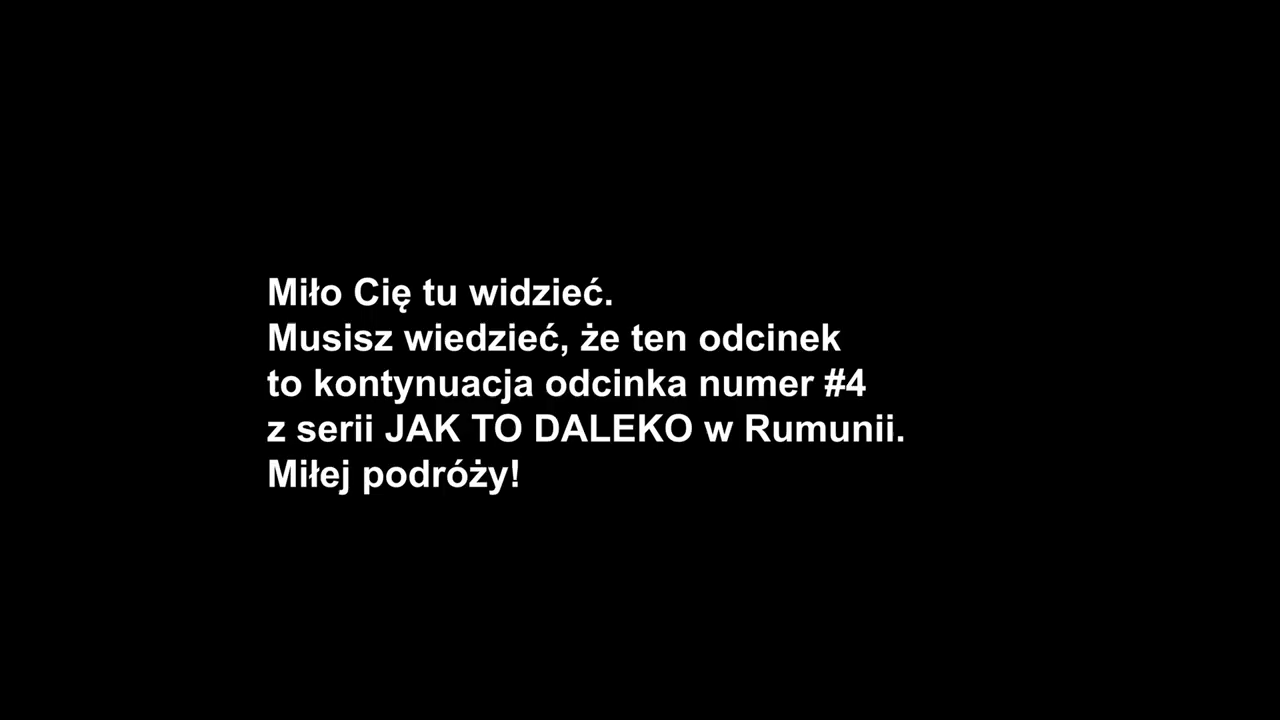 Miło Cię tu widzieć.
Musisz wiedzieć, że ten odcinek
to kontynuacja odcinka numer #4
z serii JAK TO DALEKO w Rumunii.
Miłej podróży!